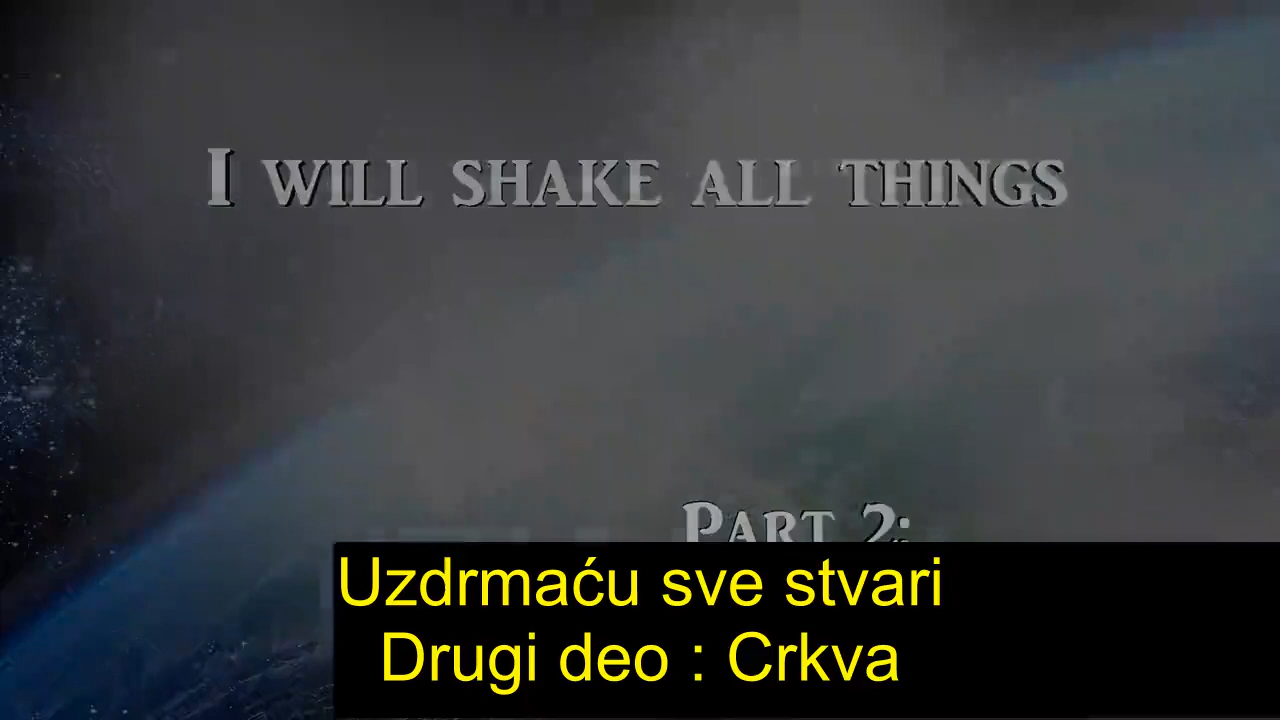 I WILL SHAKE ALL THINGS
PART 2:
Uzdrmaću sve stvari
Drugi deo : Crkva